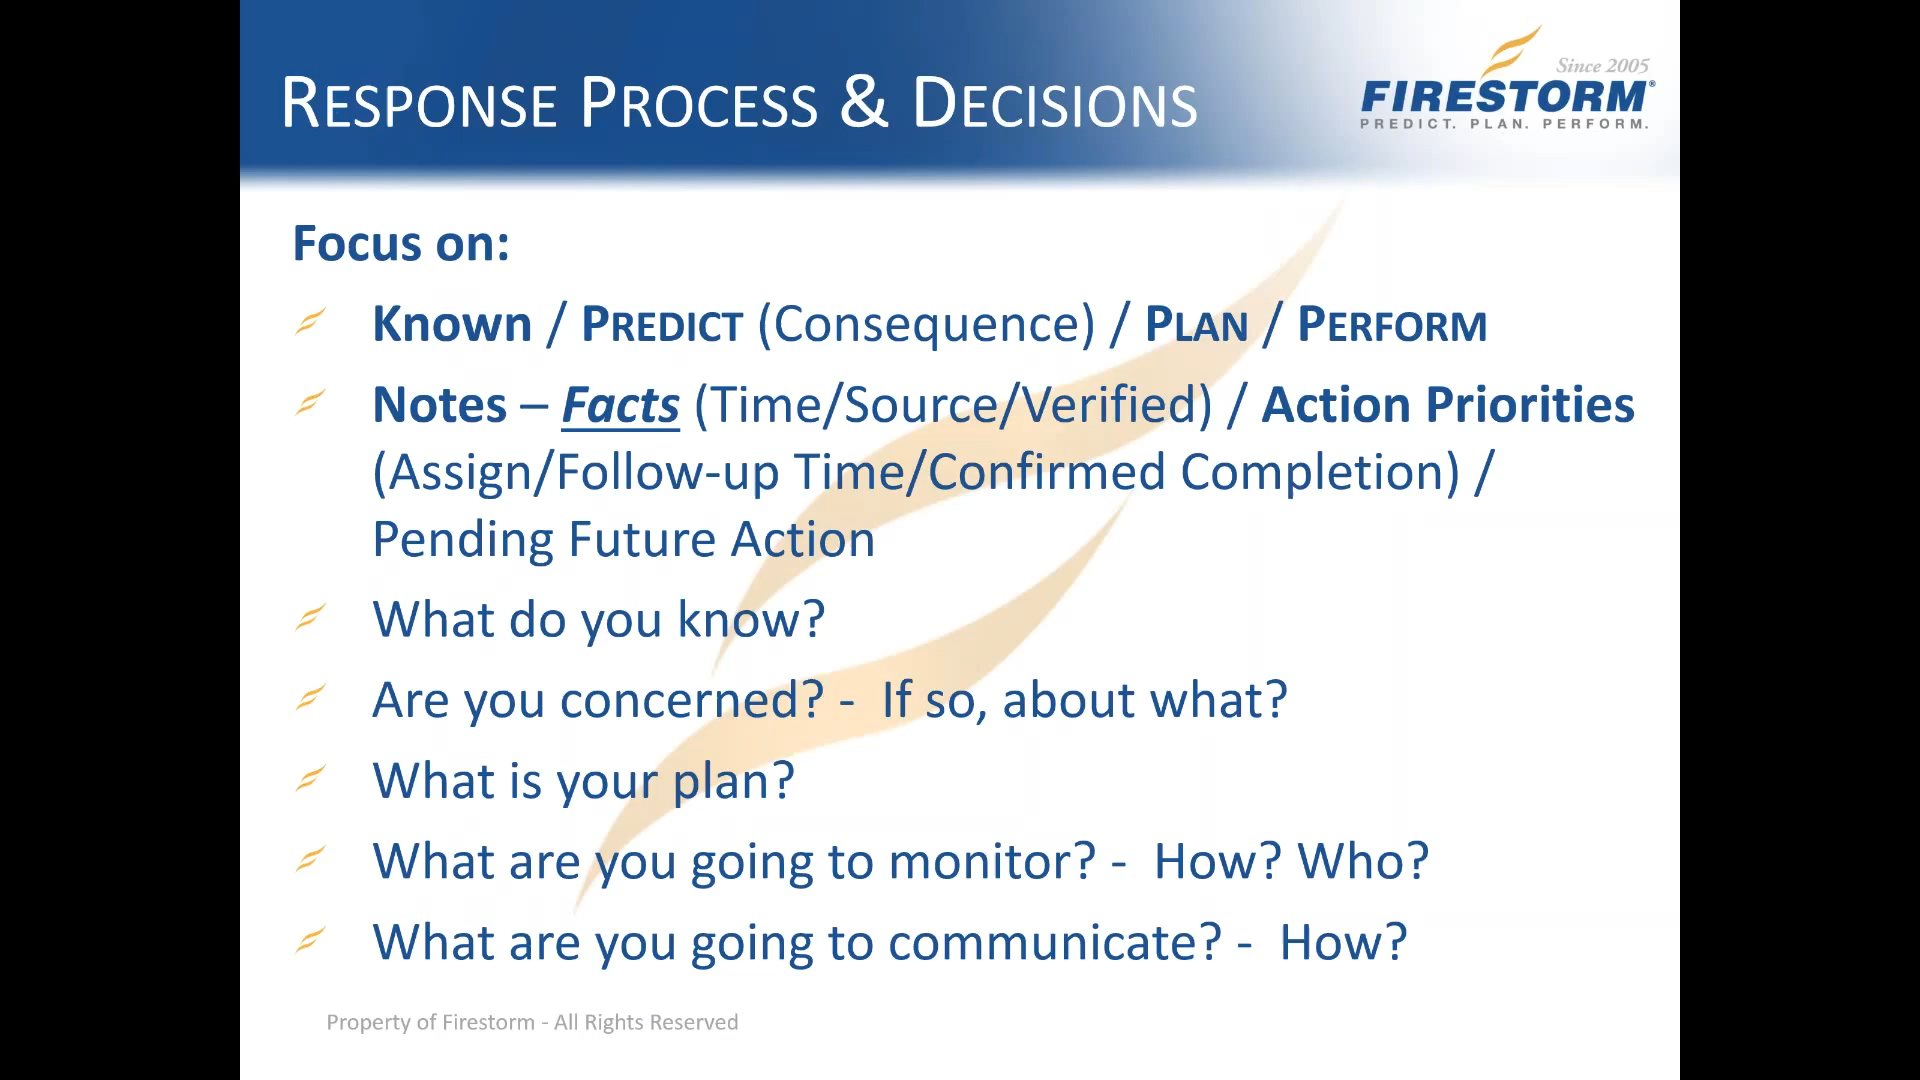 RESPONSE PROCESS & DECISIONS
Since 2005
FIRESTORM®
PREDICT. PLAN. PERFORM.
Focus on:
Known / PREDICT (Consequence) / PLAN / PERFORM
Notes – Facts (Time/Source/Verified) / Action Priorities
(Assign/Follow-up Time/Confirmed Completion) /
Pending Future Action
What do you know?
Are you concerned? - If so, about what?
What is your plan?
What are you going to monitor? - How? Who?
What are you going to communicate? - How?
Property of Firestorm - All Rights Reserved